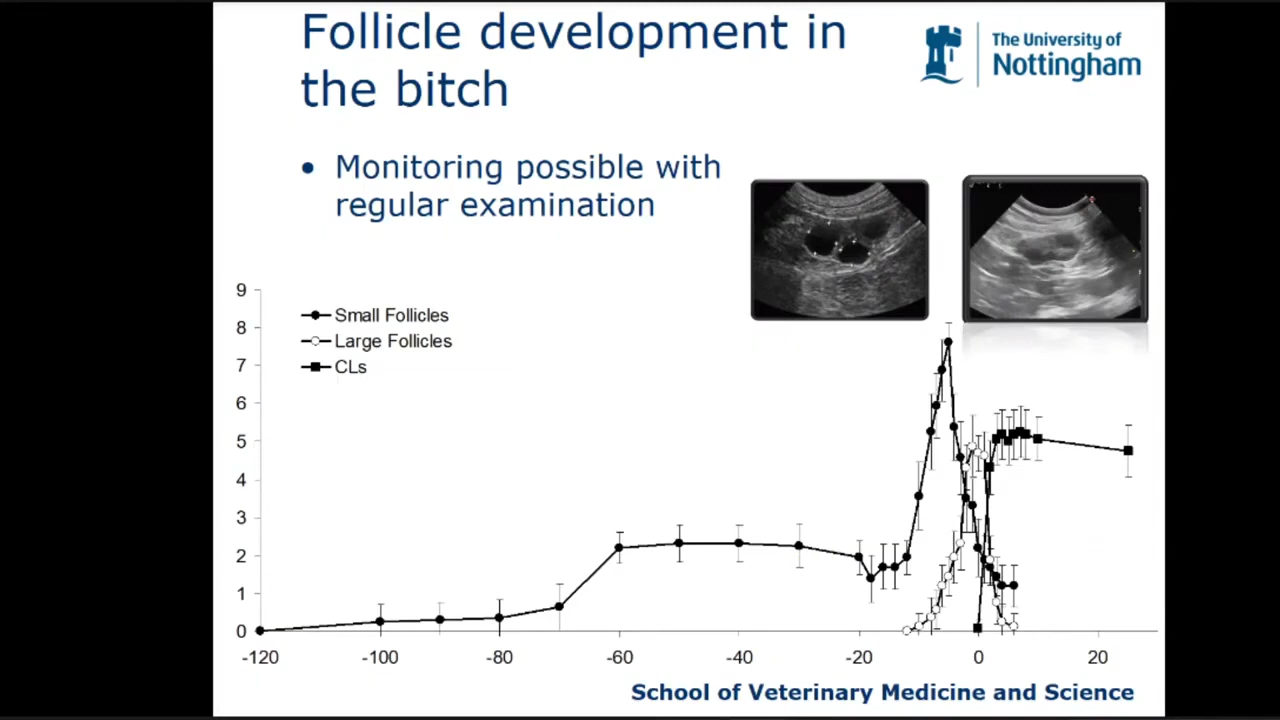 Follicle development in
the bitch
The University of
Nottingham
• Monitoring possible with
regular examination
9
8
7
6
5
4
3
2
1
0
Small Follicles
Large Follicles
CLs
-120 -100 -80 -60 -40 -20 0 20
School of Veterinary Medicine and Science